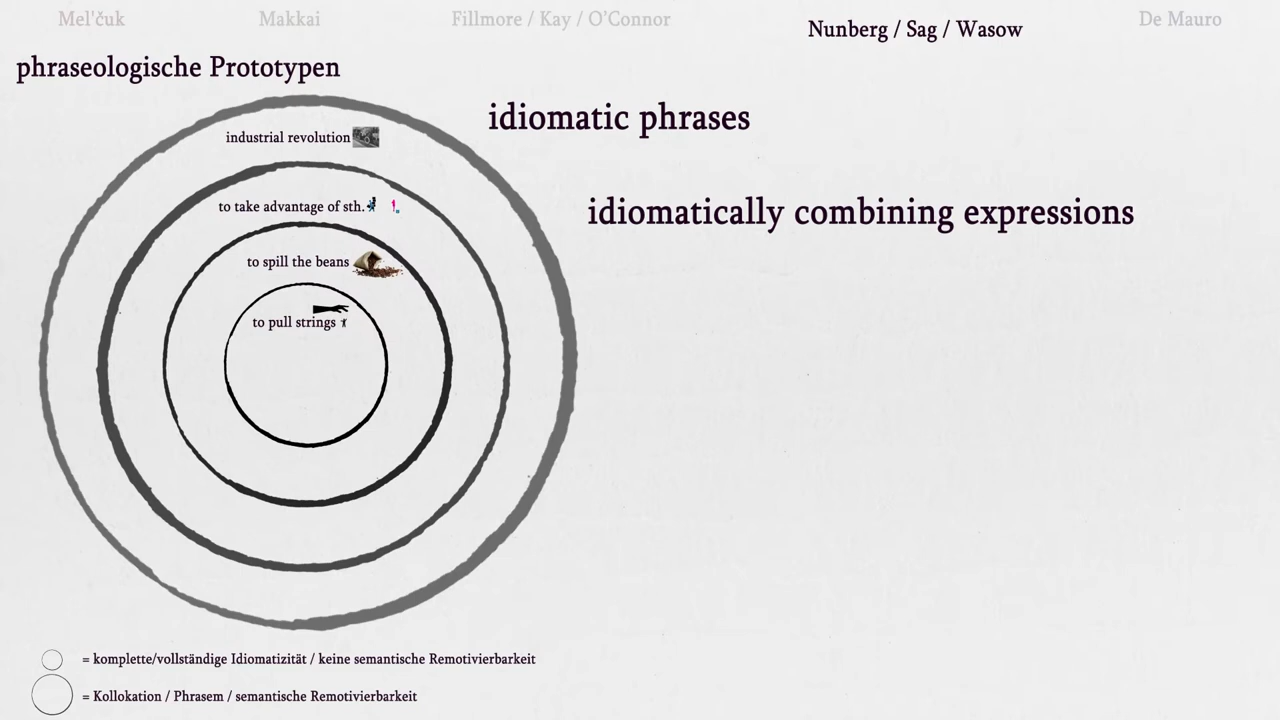 Mel'čuk
Makkai
Fillmore / Kay / O’Connor
Nunberg / Sag / Wasow
De Mauro
phraseologische Prototypen
idiomatic phrases
industrial revolution
to take advantage of sth.
idiomatically combining expressions
to spill the beans
to pull strings
= komplette/vollständige Idiomatizität / keine semantische Remotivierbarkeit
= Kollokation / Phrasem / semantische Remotivierbarkeit